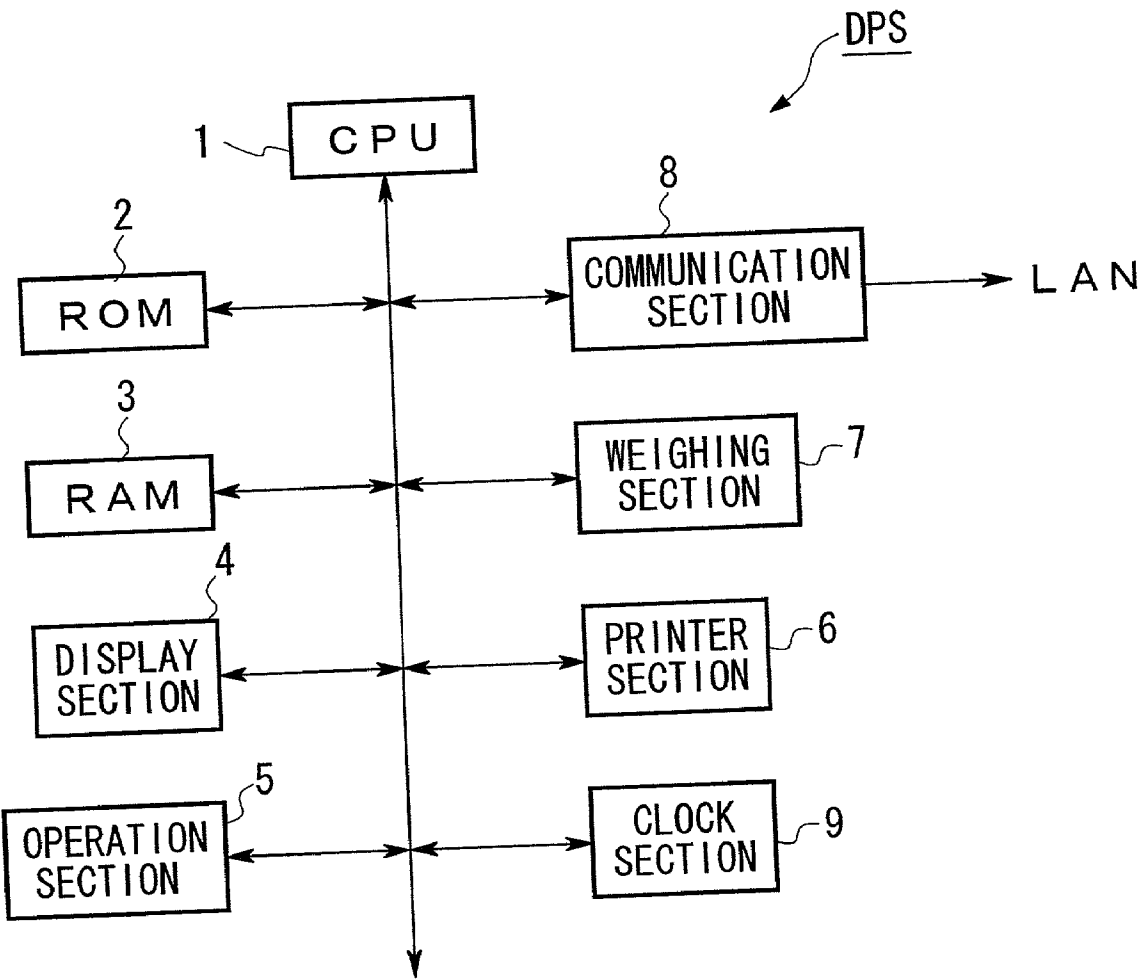 DPS
1
CPU
8
COMMUNICATION
SECTION
LAN
2
ROM
3
RAM
WEIGHING
SECTION
7
4
DISPLAY
SECTION
PRINTER
SECTION
6
5
OPERATION
SECTION
CLOCK
SECTION
9